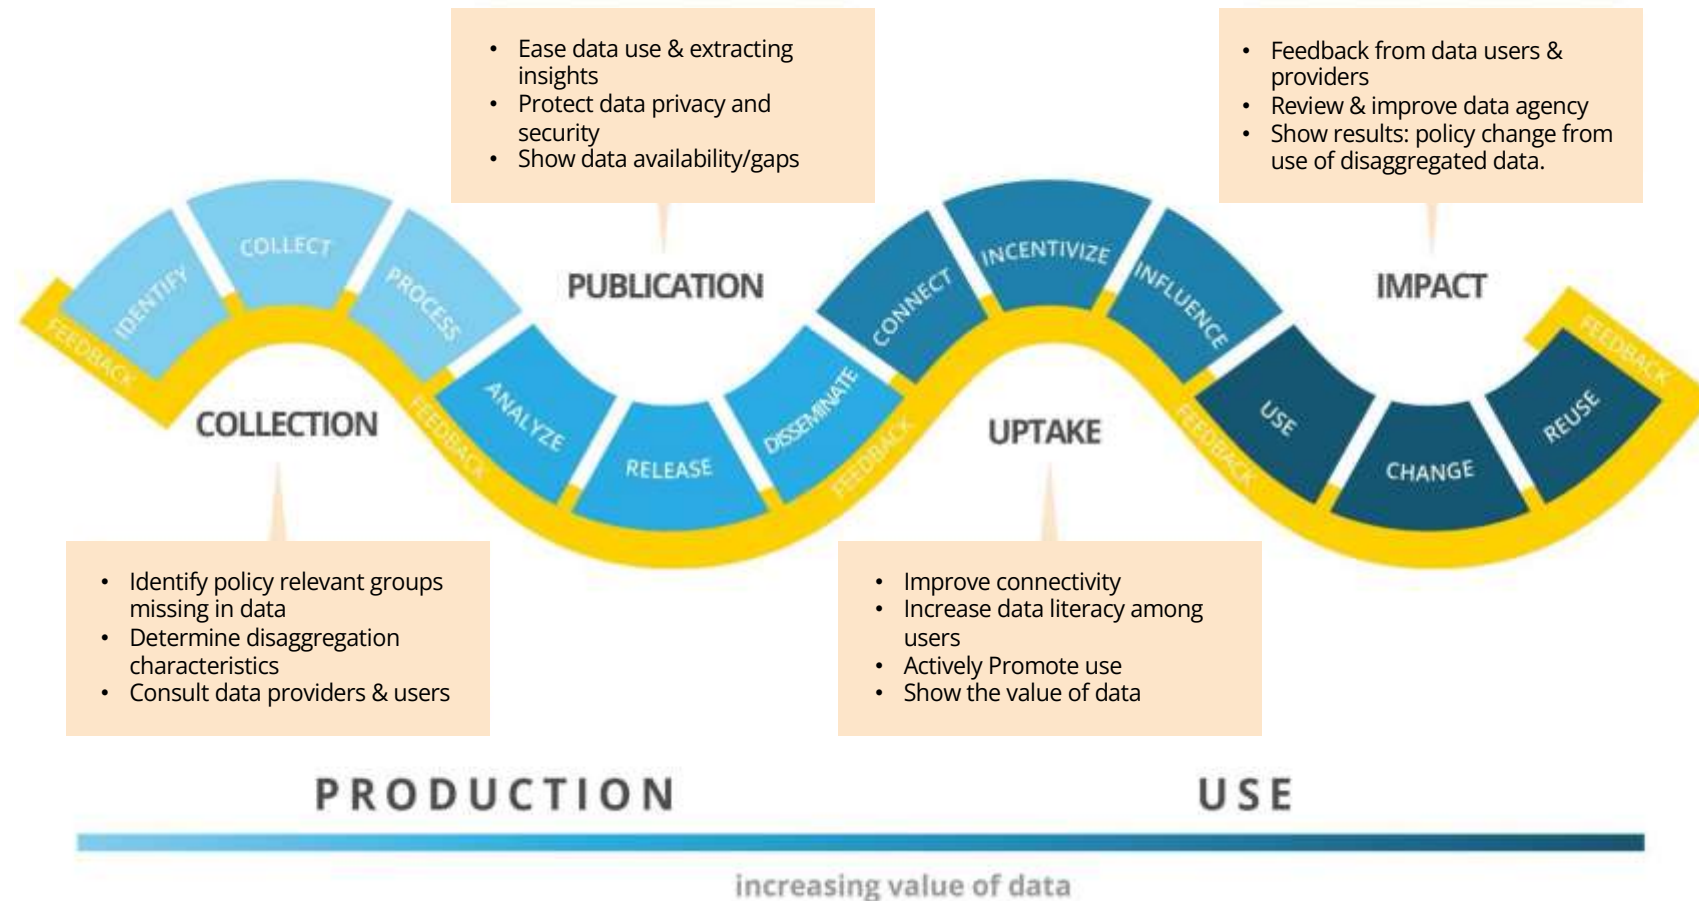 • Ease data use & extracting
insights
• Protect data privacy and
security
• Show data availability/gaps
• Feedback from data users &
providers
• Review & improve data agency
• Show results: policy change from
use of disaggregated data.
IDENTIFY
COLLECT
PROCESS
ANALYZE
RELEASE
DISSEMINATE
CONNECT
INCENTIVIZE
INFLUENCE
USE
CHANGE
REUSE
FEEDBACK
FEEDBACK
FEEDBACK
FEEDBACK
FEEDBACK
PUBLICATION
IMPACT
COLLECTION
UPTAKE
• Identify policy relevant groups
missing in data
• Determine disaggregation
characteristics
• Consult data providers & users
• Improve connectivity
• Increase data literacy among
users
• Actively Promote use
• Show the value of data
PRODUCTION
USE
increasing value of data